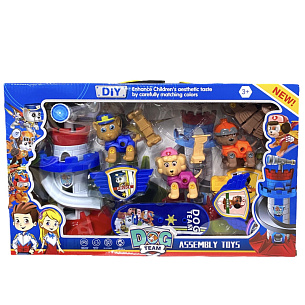 DIY
Enhance Children's aesthetic taste
by carefully matching colors
3+
NEW!
DOG
TEAM
DOG
TEAM
ASSEMBLY TOYS